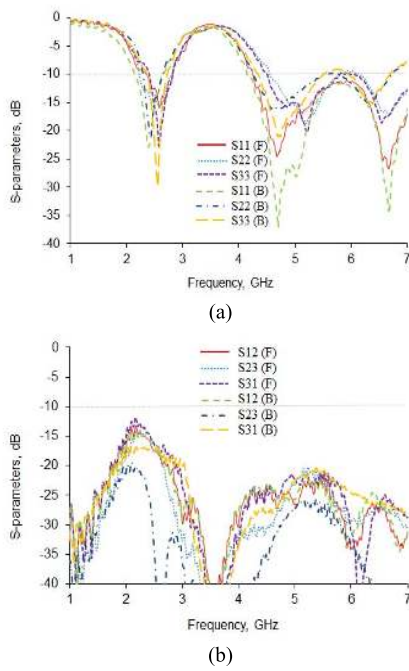 0
-5
-10
-15
-20
-25
-30
-35
-40
S-parameters, dB
S11 (F)
S22 (F)
S33 (F)
S11 (B)
S22 (B)
S33 (B)
1 2 3 4 5 6 7
Frequency, GHz
(a)
0
-5
-10
-15
-20
-25
-30
-35
-40
S-parameters, dB
S12 (F)
S23 (F)
S31 (F)
S12 (B)
S23 (B)
S31 (B)
1 2 3 4 5 6 7
Frequency, GHz
(b)